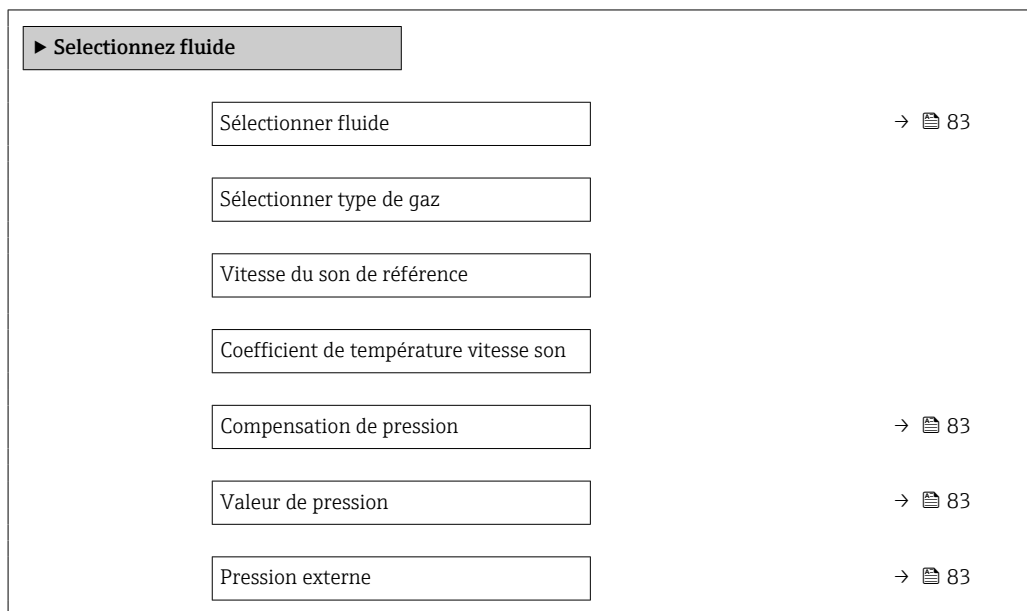 ► Selectionnez fluide
Sélectionner fluide → 83
Sélectionner type de gaz
Vitesse du son de référence
Coefficient de température vitesse son
Compensation de pression → 83
Valeur de pression → 83
Pression externe → 83